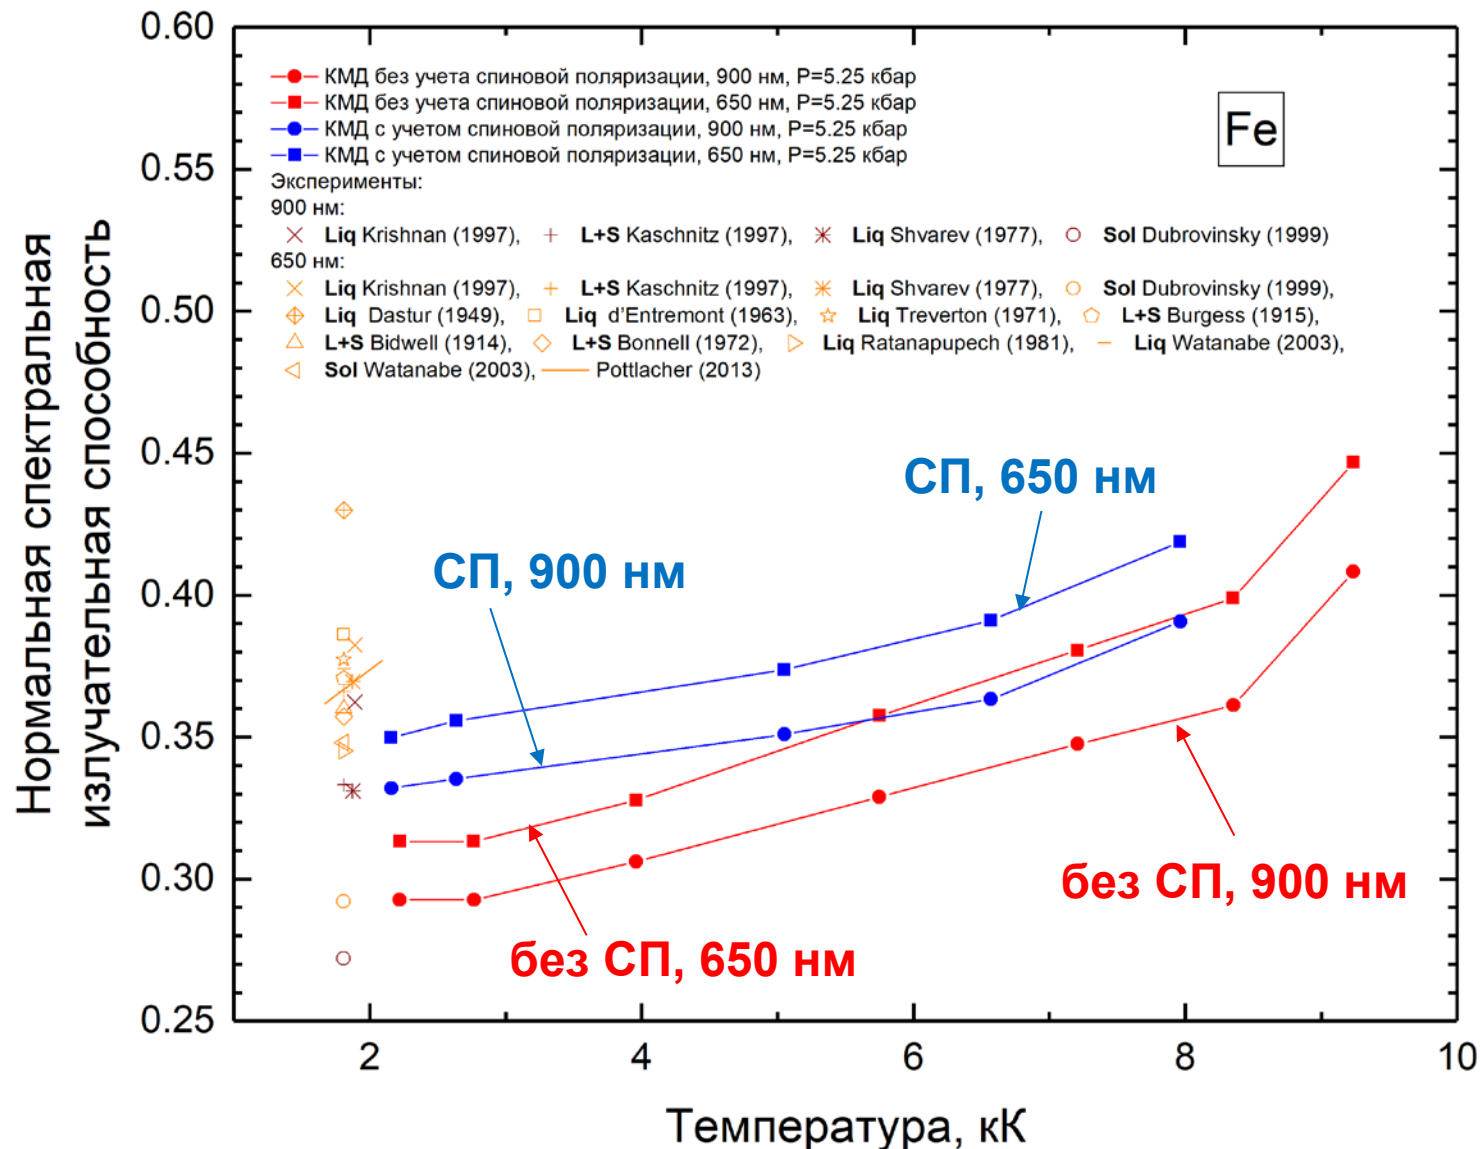 0.60
0.55
0.50
0.45
0.40
0.35
0.30
0.25
Нормальная спектральная
излучательная способность
КМД без учета спиновой поляризации, 900 нм, P=5.25 кбар
КМД без учета спиновой поляризации, 650 нм, P=5.25 кбар
КМД с учетом спиновой поляризации, 900 нм, P=5.25 кбар
КМД с учетом спиновой поляризации, 650 нм, P=5.25 кбар
Fe
Эксперименты:
900 нм:
Liq Krishnan (1997), L+S Kaschnitz (1997), Liq Shvarev (1977), Sol Dubrovinsky (1999)
650 нм:
Liq Krishnan (1997), L+S Kaschnitz (1997), Liq Shvarev (1977), Sol Dubrovinsky (1999),
Liq Dastur (1949), Liq d'Entremont (1963), Liq Treverton (1971), L+S Burgess (1915),
L+S Bidwell (1914), L+S Bonnell (1972), Liq Ratanapupech (1981), Liq Watanabe (2003),
Sol Watanabe (2003), Pottlacher (2013)
СП, 650 нм
СП, 900 нм
без СП, 900 нм
без СП, 650 нм
2 4 6 8 10
Температура, кК